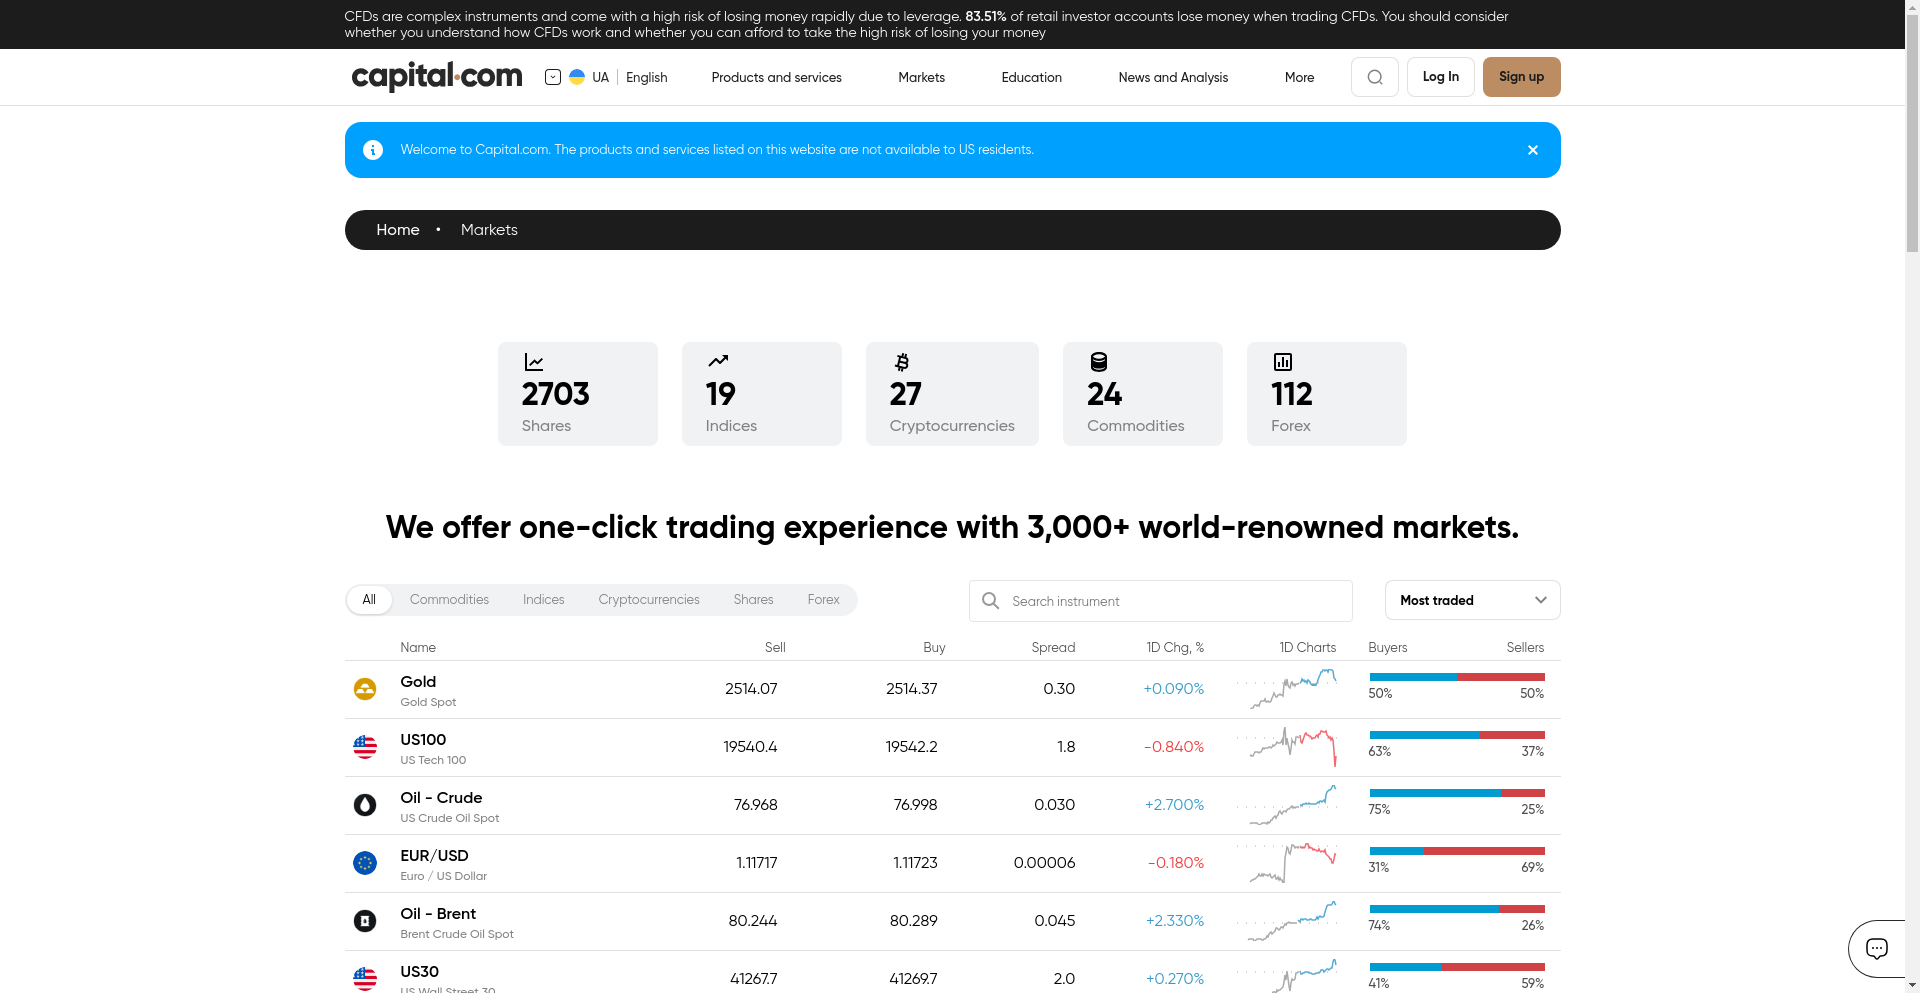 CFDs are complex instruments and come with a high risk of losing money rapidly due to leverage. 83.51% of retail investor accounts lose money when trading CFDs. You should consider
whether you understand how CFDs work and whether you can afford to take the high risk of losing your money
capital.com UA English Products and services Markets Education News and Analysis More Log In Sign up
Welcome to Capital.com. The products and services listed on this website are not available to US residents.
Home • Markets
2703 19 27 24 112
Shares Indices Cryptocurrencies Commodities Forex
We offer one-click trading experience with 3,000+ world-renowned markets.
All Commodities Indices Cryptocurrencies Shares Forex Search instrument Most traded
Name Sell Buy Spread 1D Chg, % 1D Charts Buyers Sellers
Gold
Gold Spot
2514.07 2514.37 0.30 +0.090% 50% 50%
US100
US Tech 100
19540.4 19542.2 1.8 -0.840% 63% 37%
Oil - Crude
US Crude Oil Spot
76.968 76.998 0.030 +2.700% 75% 25%
EUR/USD
Euro / US Dollar
1.11717 1.11723 0.00006 -0.180% 31% 69%
Oil - Brent
Brent Crude Oil Spot
80.244 80.289 0.045 +2.330% 74% 26%
US30
US Wall Street 30
41267.7 41269.7 2.0 +0.270% 41% 59%